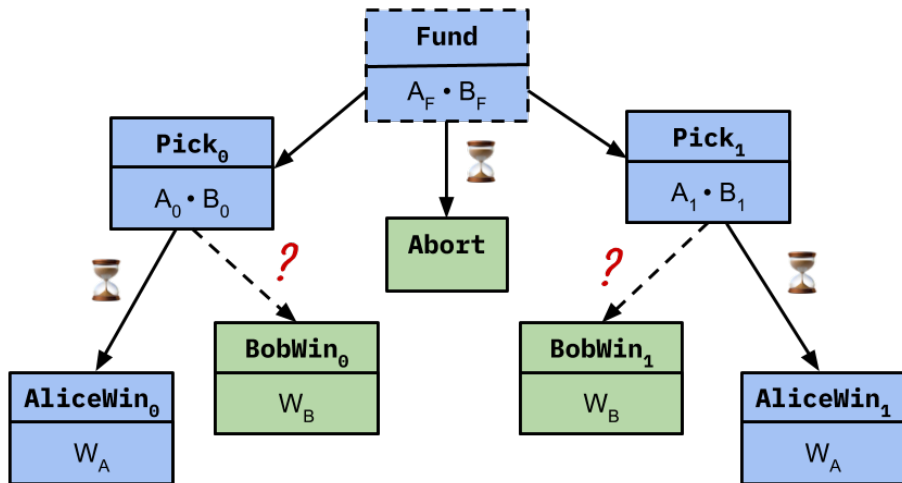 Fund
A_F • B_F
Pick_0
A_0 • B_0
Pick_1
A_1 • B_1
Abort
?
?
BobWin_0
W_B
BobWin_1
W_B
AliceWin_0
W_A
AliceWin_1
W_A